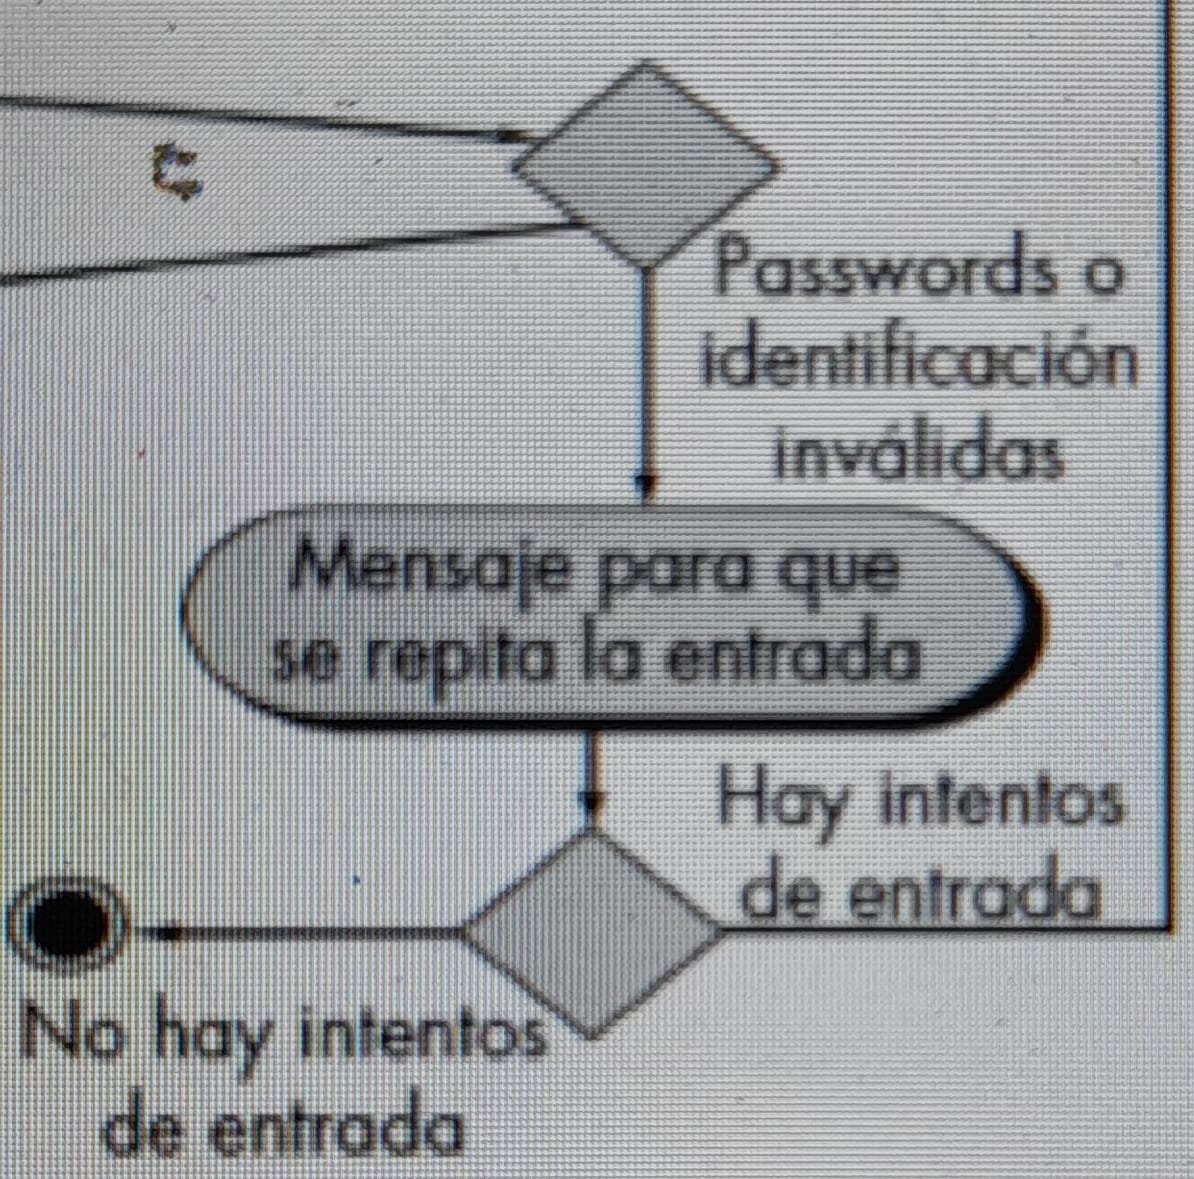 Passwords o
identificación
inválidas
Mensaje para que
se repita la entrada
Hay intentos
de entrada
No hay intentos
de entrada